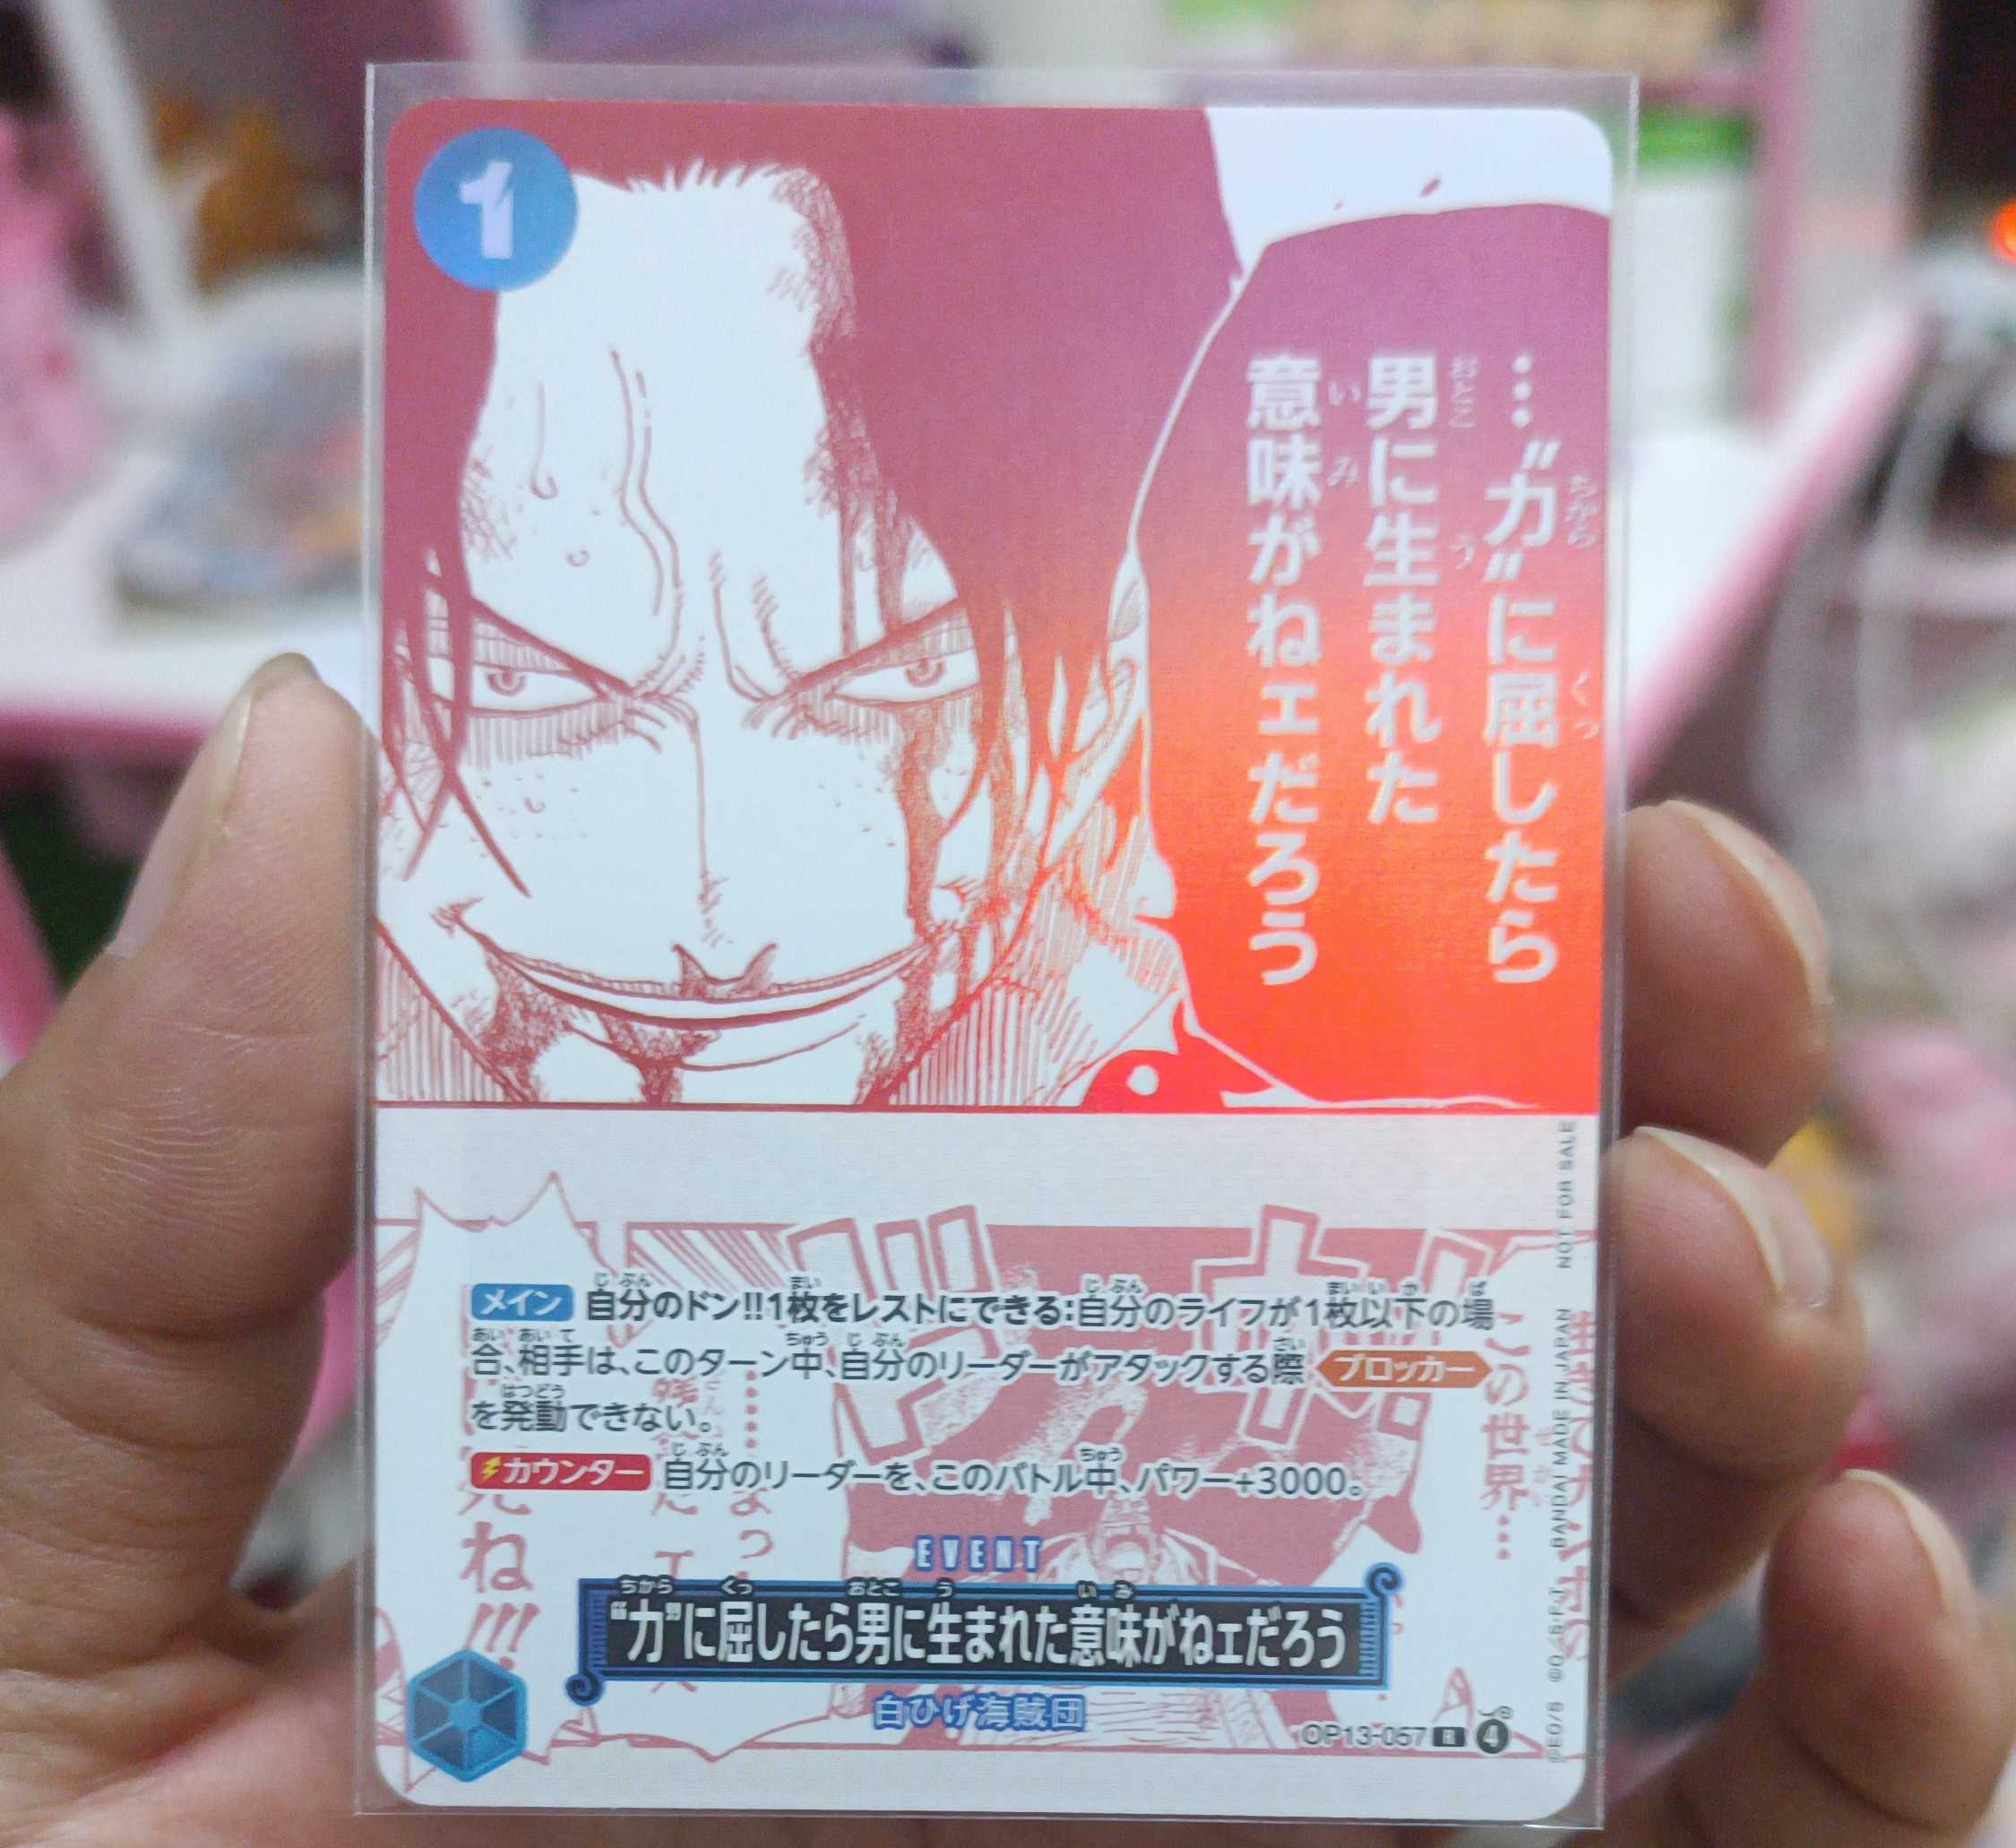 1
…"力"に屈したら
男に生まれた
意味がねェだろう
メイン 自分のドン!!1枚をレストにできる:自分のライフが1枚以下の場
合、相手は、このターン中、自分のリーダーがアタックする際 ブロッカー
を発動できない。
カウンター 自分のリーダーを、このバトル中、パワー+3000。
この世界…
ね!!!
EVENT
"力"に屈したら男に生まれた意味がねェだろう
白ひげ海賊団
OP13-057 R 4
©EO/S ©O/S・F・T BANDAI MADE IN JAPAN NOT FOR SALE